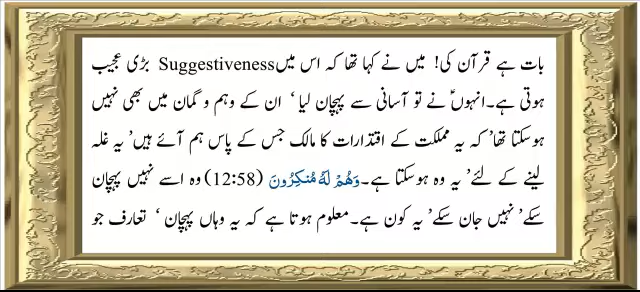 بات ہے قرآن کی! میں نے کہا تھا کہ اس میں Suggestiveness بڑی عجیب
ہوتی ہے۔ انہوںؑ نے تو آسانی سے پہچان لیا ‘ ان کے وہم و گمان میں بھی نہیں
ہوسکتا تھا’ کہ یہ مملکت کے اقتدارات کا مالک جس کے پاس ہم آئے ہیں’ یہ غلہ
لینے کے لئے’ یہ وہ ہوسکتا ہے۔ وَهُمْ لَهٗ مُنكِرُونَ (12:58) وہ اسے نہیں پہچان
سکے’ نہیں جان سکے’ یہ کون ہے۔ معلوم ہوتا ہے کہ یہ وہاں پہچان ‘ تعارف جو